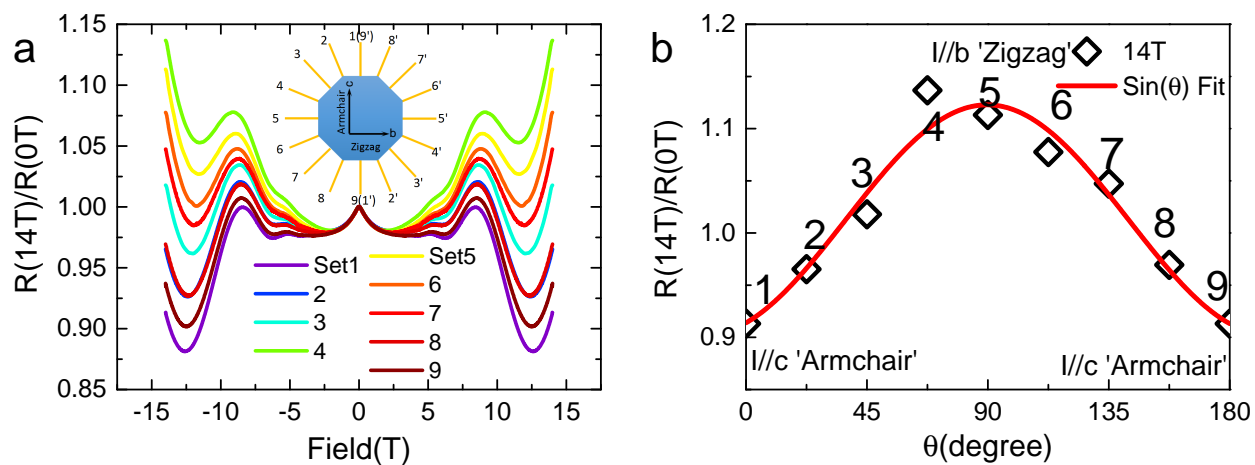 a
R(14T)/R(0T)
1.15
1.10
1.05
1.00
0.95
0.90
0.85
-15 -10 -5 0 5 10 15
Field(T)
1(9')
2
8'
3
7'
4
6'
5
5'
6
4'
7
3'
8
2'
9(1')
c
Armchair
b
Zigzag
Set1
2
3
4
Set5
6
7
8
9
b
R(14T)/R(0T)
1.2
1.1
1.0
0.9
I//b 'Zigzag'
14T
Sin(θ) Fit
1
2
3
4
5
6
7
8
9
I//c 'Armchair'
I//c 'Armchair'
0 45 90 135 180
θ(degree)